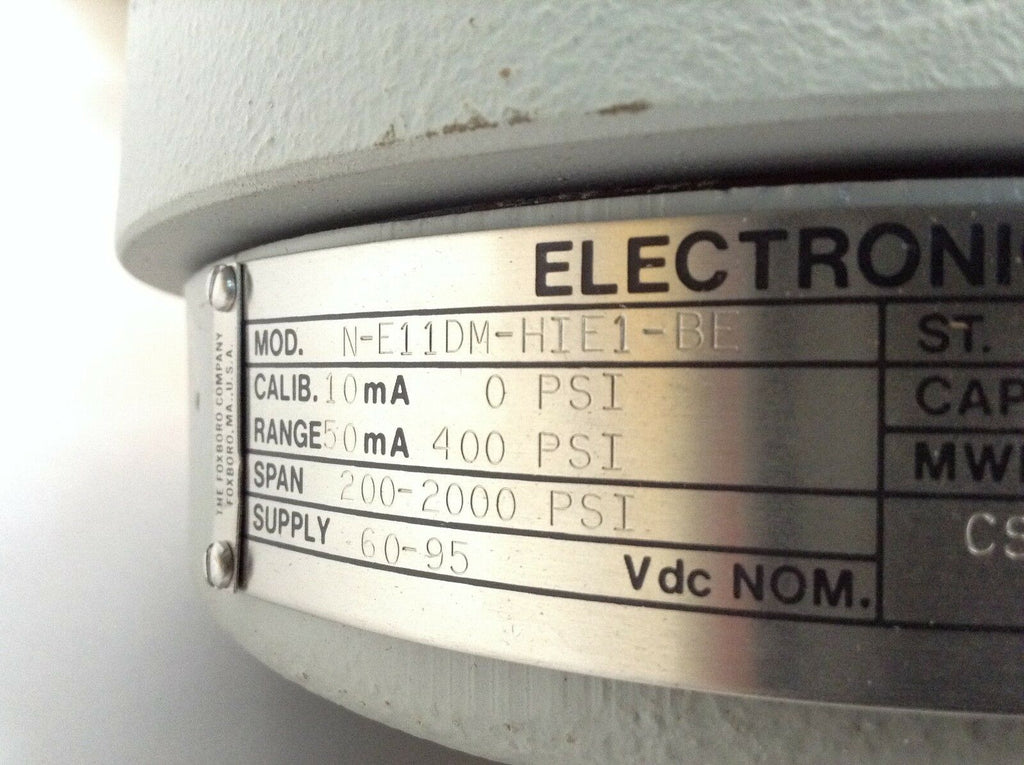 ELECTRONI
MOD. N-E11DM-HIE1-BE
ST.
CALIB. 10 mA 0 PSI
CAP
RANGE 50 mA 400 PSI
MW
SPAN 200-2000 PSI
CS
SUPPLY 60-95 Vdc NOM.
THE FOXBORO COMPANY
FOXBORO, MA., U.S.A.